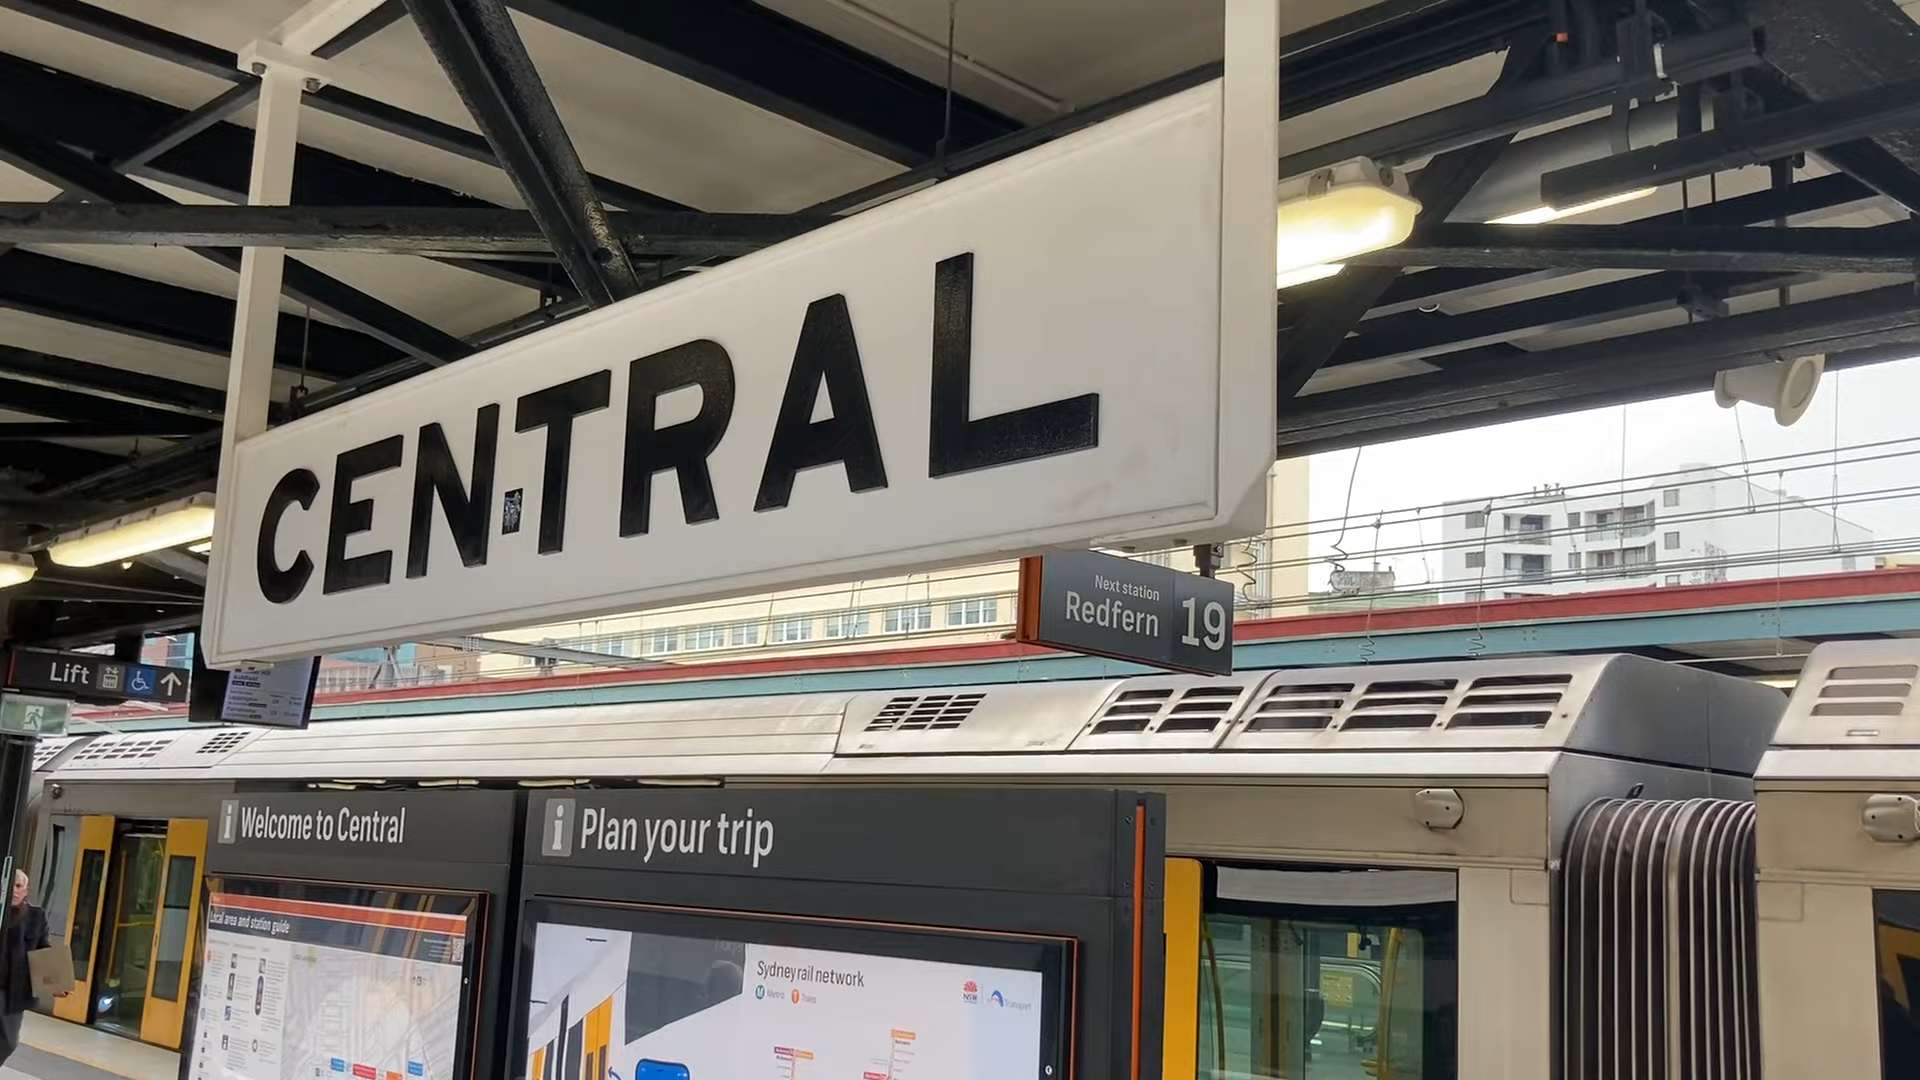 CENTRAL
Next station
Redfern
19
Lift
Welcome to Central
Plan your trip
Local area and station guide
Sydney rail network
M Metro T Trains
NSW
Transport